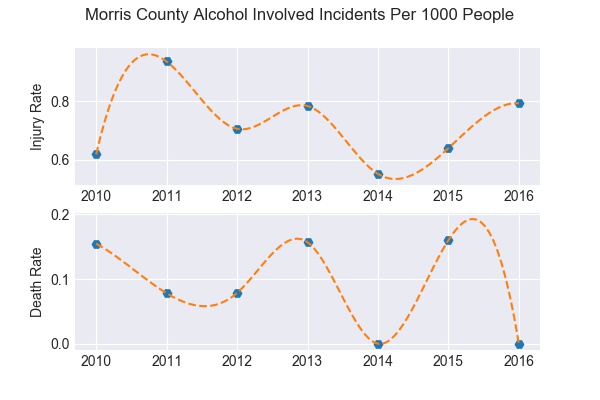 Morris County Alcohol Involved Incidents Per 1000 People
Injury Rate
0.8
0.6
2010 2011 2012 2013 2014 2015 2016
Death Rate
0.2
0.1
0.0
2010 2011 2012 2013 2014 2015 2016